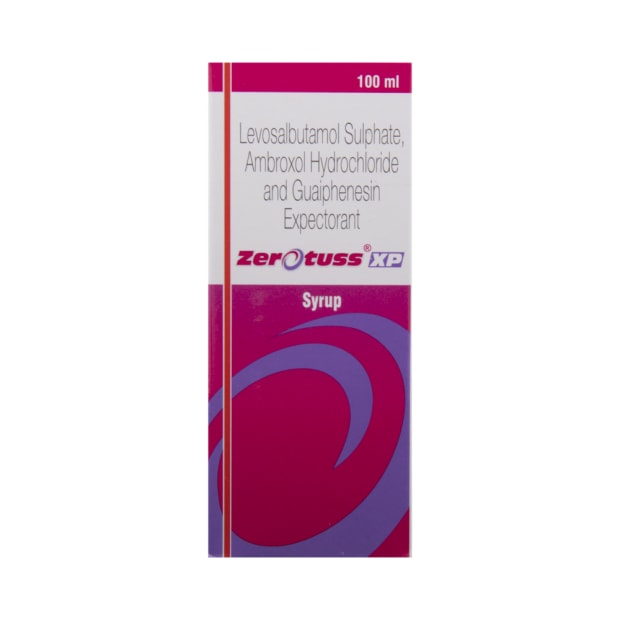 100 ml
Levosalbutamol Sulphate,
Ambroxol Hydrochloride
and Guaiphenesin
Expectorant
Zerotuss® XP
Syrup